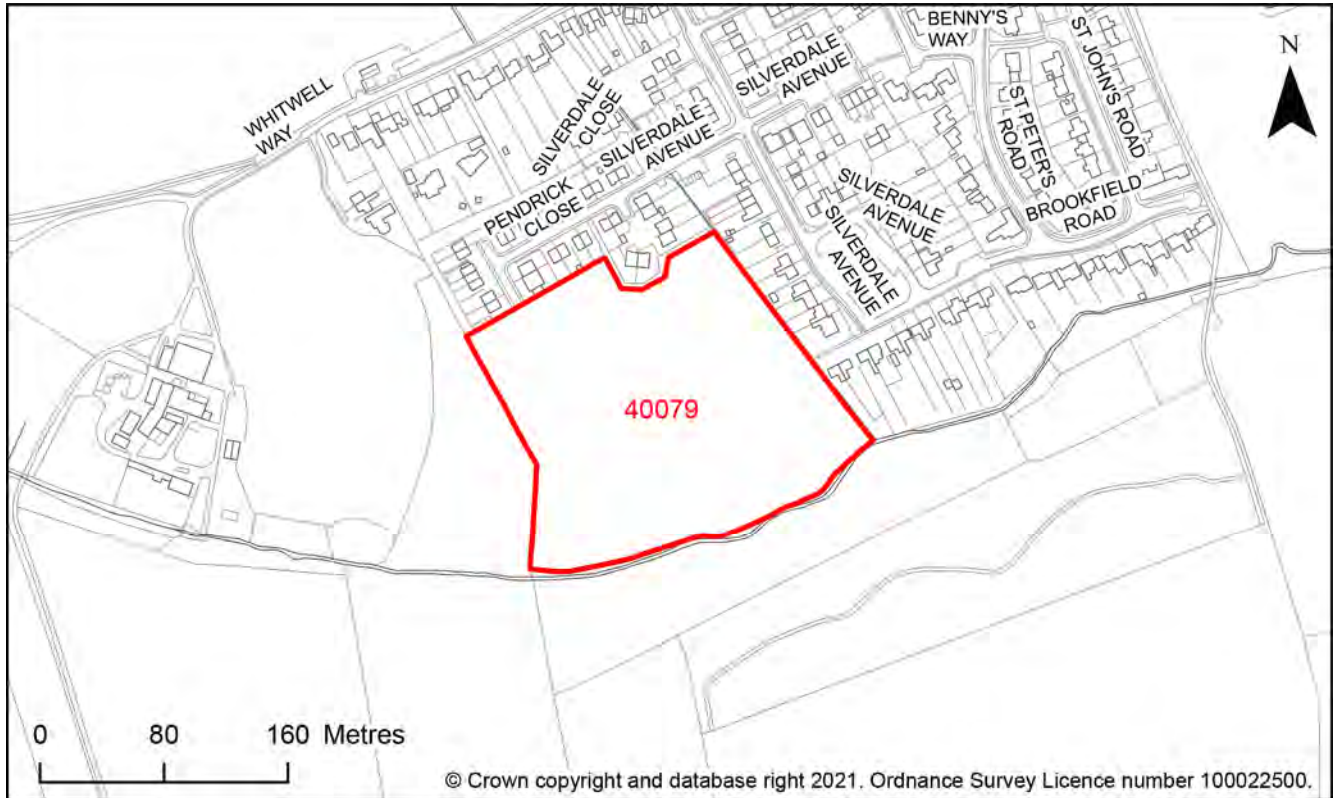 BENNY'S
WAY
N
ST JOHN'S ROAD
SILVERDALE
AVENUE
WHITWELL
WAY
SILVERDALE
CLOSE
ST PETER'S
ROAD
SILVERDALE
AVENUE
PENDRICK
CLOSE
SILVERDALE
AVENUE
BROOKFIELD
ROAD
SILVERDALE
AVENUE
40079
0 80 160 Metres
© Crown copyright and database right 2021. Ordnance Survey Licence number 100022500.